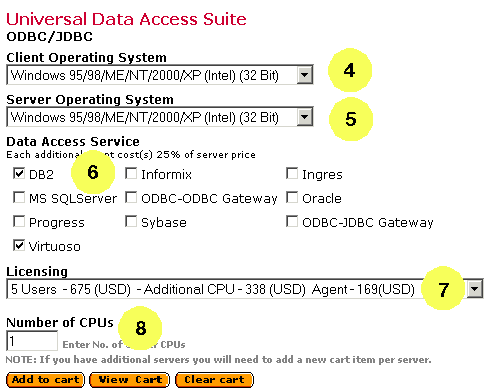 Universal Data Access Suite
ODBC/JDBC
Client Operating System
Windows 95/98/ME/NT/2000/XP (Intel) (32 Bit)
4
Server Operating System
Windows 95/98/ME/NT/2000/XP (Intel) (32 Bit)
5
Data Access Service
Each additional cost(s) 25% of server price
6
DB2 Informix Ingres
MS SQLServer ODBC-ODBC Gateway Oracle
Progress Sybase ODBC-JDBC Gateway
Virtuoso
Licensing
5 Users - 675 (USD) - Additional CPU - 338 (USD) Agent - 169(USD)
7
Number of CPUs
8
1 Enter No. of CPUs
NOTE: If you have additional servers you will need to add a new cart item per server.
Add to cart View Cart Clear cart